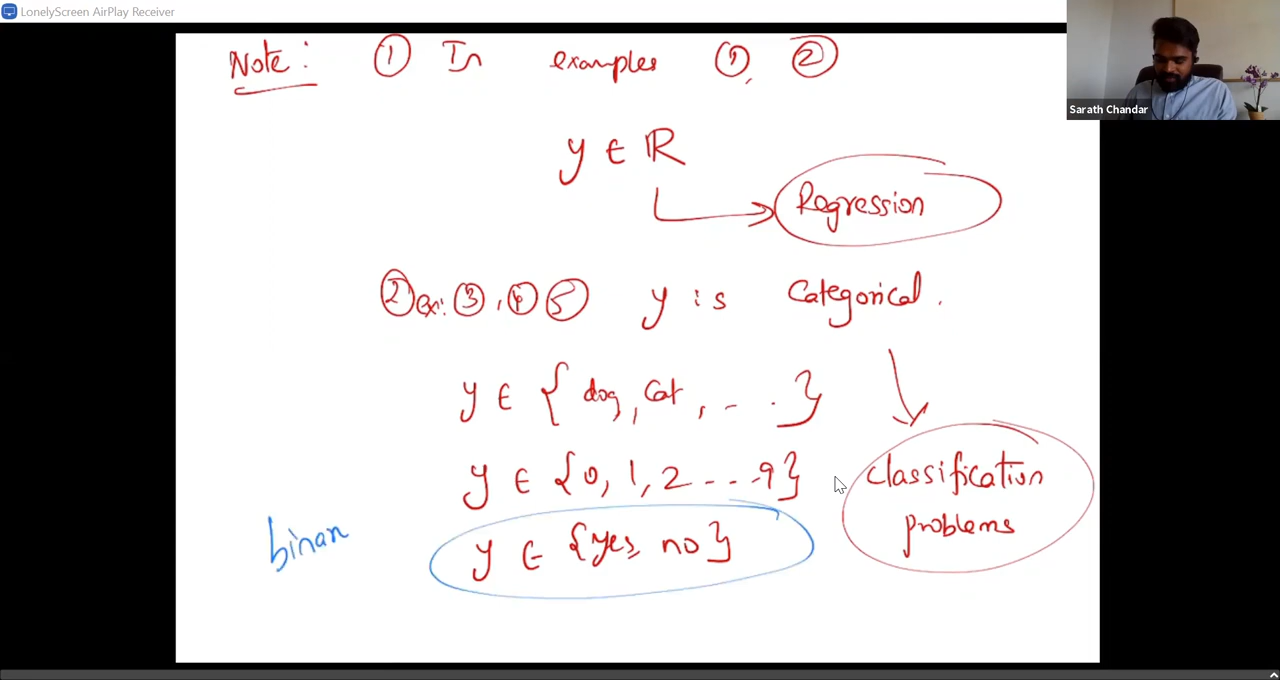 LonelyScreen AirPlay Receiver
Sarath Chandar
Note: ① In examples ①, ②
y ∈ ℝ
Regression
② Ex: ③, ④ ⑤ y is Categorical.
y ∈ { dog, Cat, - . . }
y ∈ {0, 1, 2 - - . . 9}
Classification
problems
binar
y ∈ {yes, no}